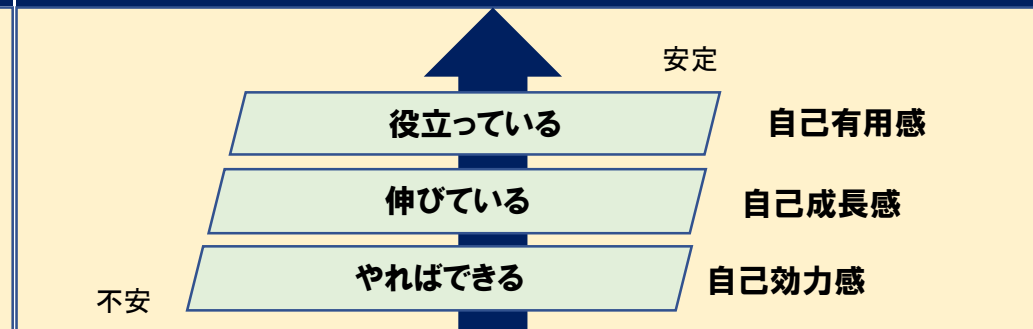 安定
役立っている 自己有用感
伸びている 自己成長感
やればできる 自己効力感
不安